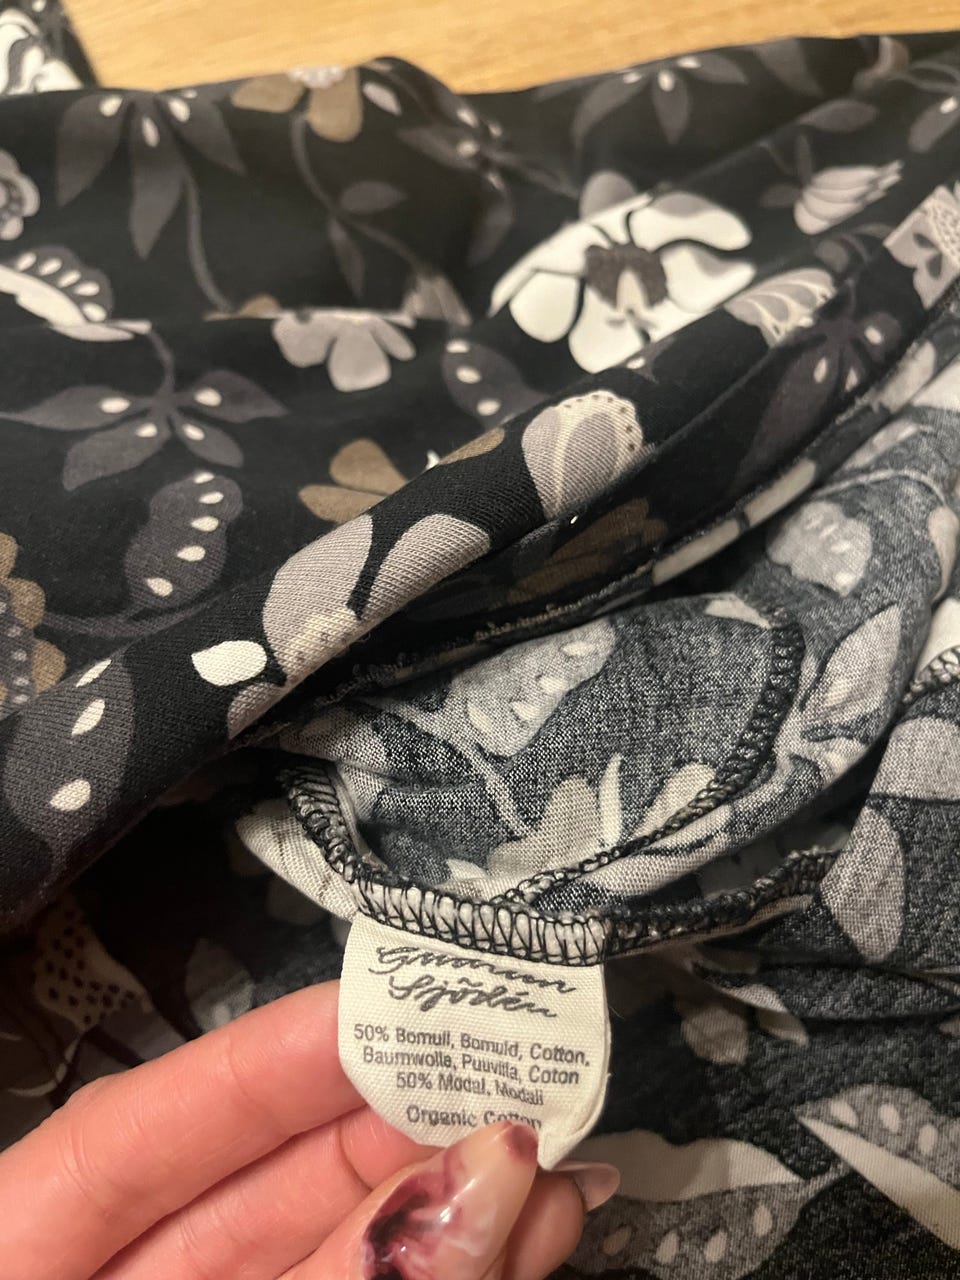 Gudrun
Sjödén
50% Bomull, Bomuld, Cotton,
Baumwolle, Puuvilla, Coton
50% Modal, Modali
Organic Cotton